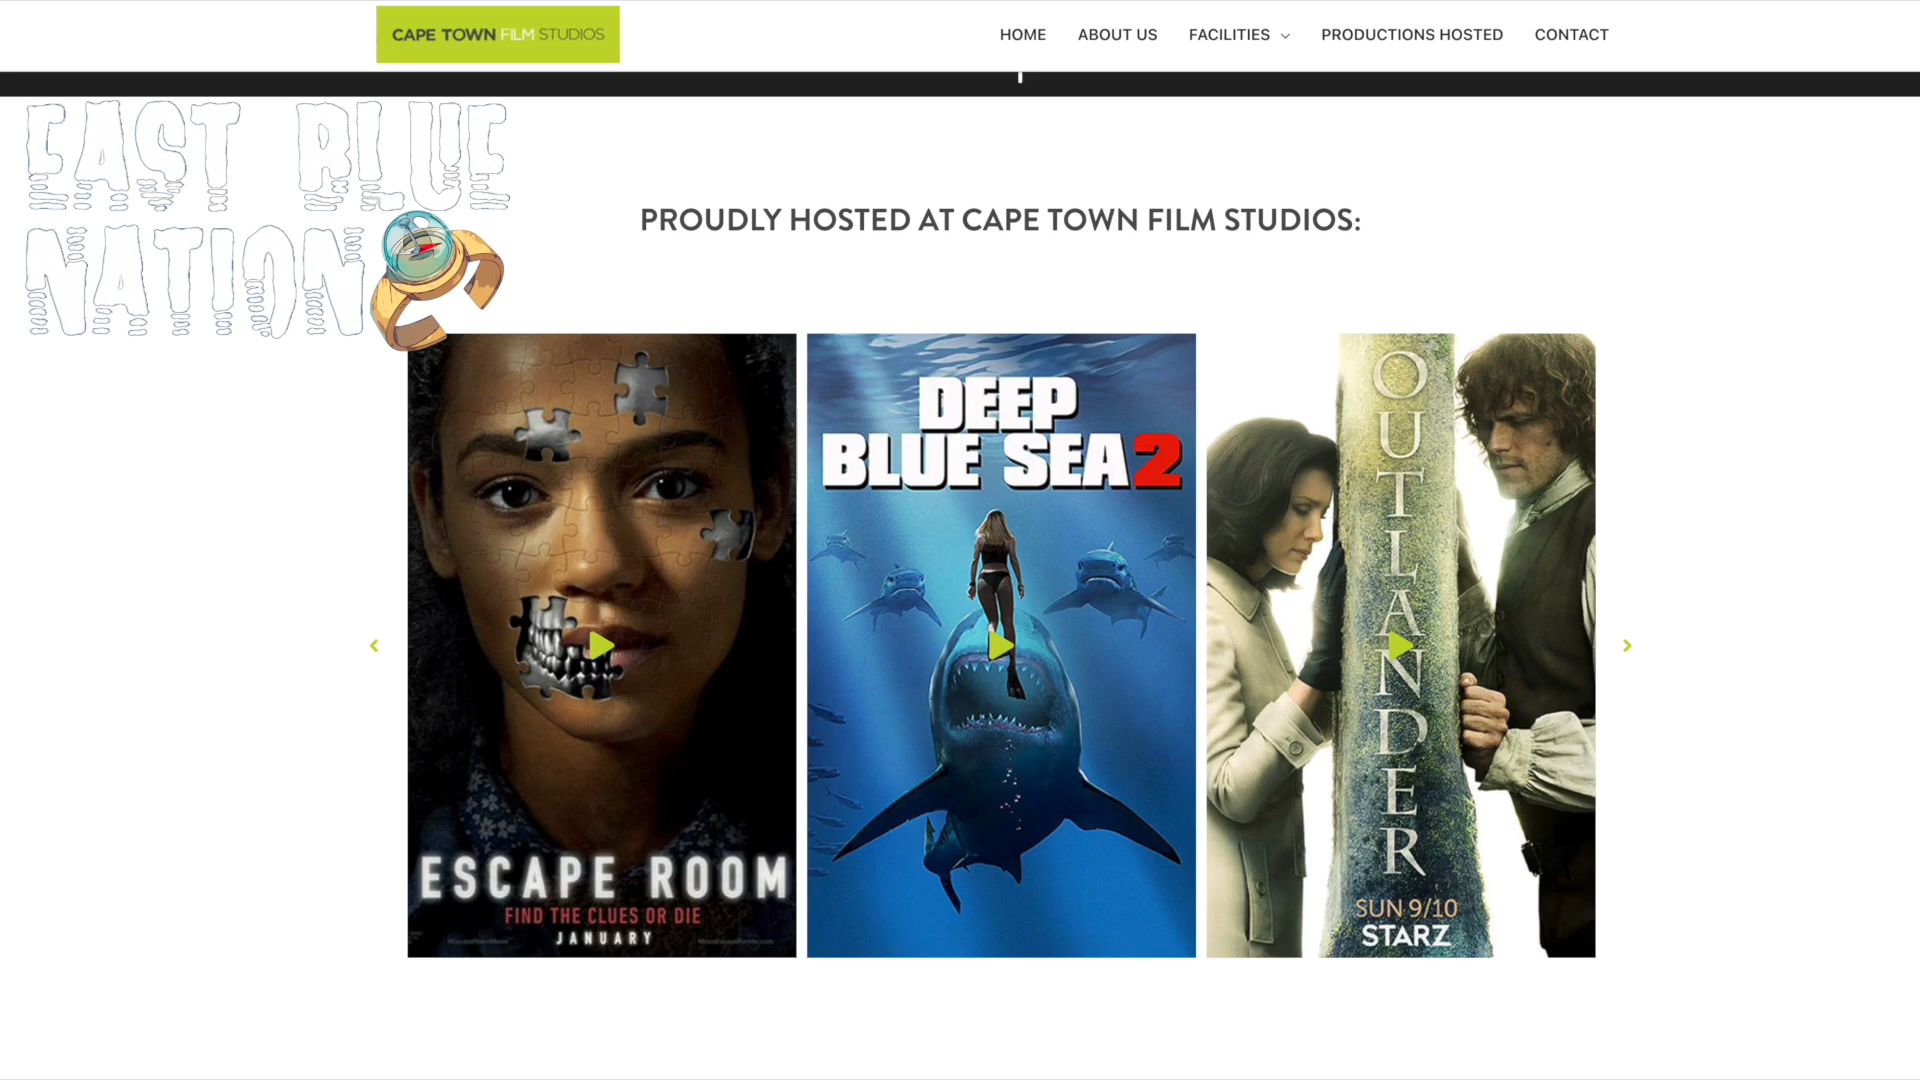 CAPE TOWN FILM STUDIOS
HOME ABOUT US FACILITIES PRODUCTIONS HOSTED CONTACT
EAST BLUE
NATION
PROUDLY HOSTED AT CAPE TOWN FILM STUDIOS:
ESCAPE ROOM
FIND THE CLUES OR DIE
JANUARY
DEEP
BLUE SEA 2
OUTLANDER
SUN 9/10
STARZ